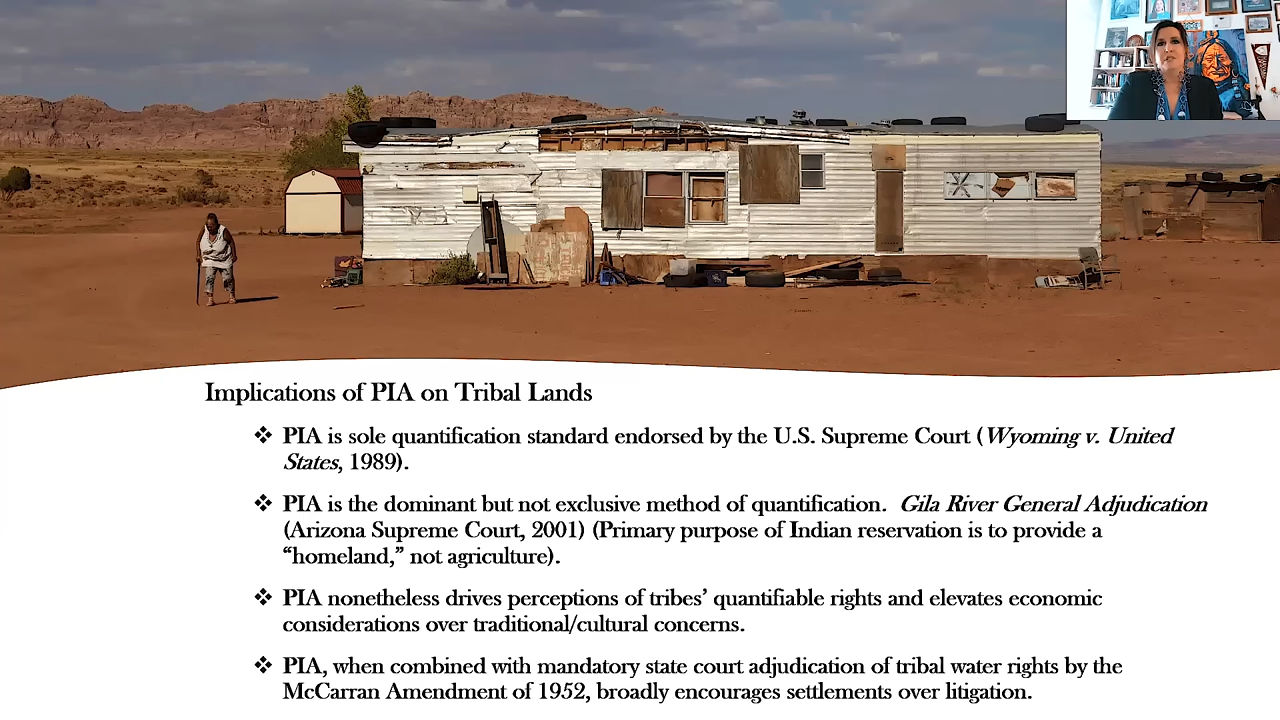 Implications of PIA on Tribal Lands
❖ PIA is sole quantification standard endorsed by the U.S. Supreme Court (Wyoming v. United
States, 1989).
❖ PIA is the dominant but not exclusive method of quantification. Gila River General Adjudication
(Arizona Supreme Court, 2001) (Primary purpose of Indian reservation is to provide a
“homeland,” not agriculture).
❖ PIA nonetheless drives perceptions of tribes’ quantifiable rights and elevates economic
considerations over traditional/cultural concerns.
❖ PIA, when combined with mandatory state court adjudication of tribal water rights by the
McCarran Amendment of 1952, broadly encourages settlements over litigation.